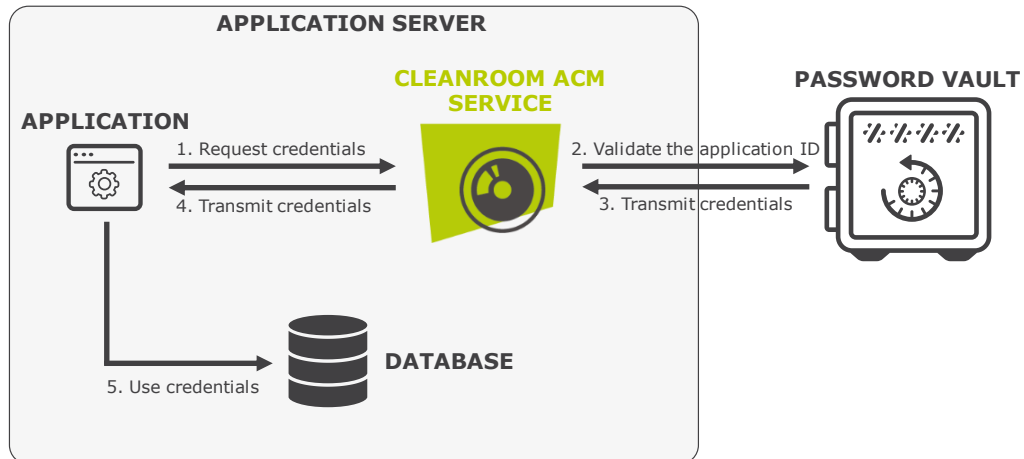 APPLICATION SERVER
CLEANROOM ACM
SERVICE
PASSWORD VAULT
APPLICATION
1. Request credentials
2. Validate the application ID
4. Transmit credentials
3. Transmit credentials
DATABASE
5. Use credentials